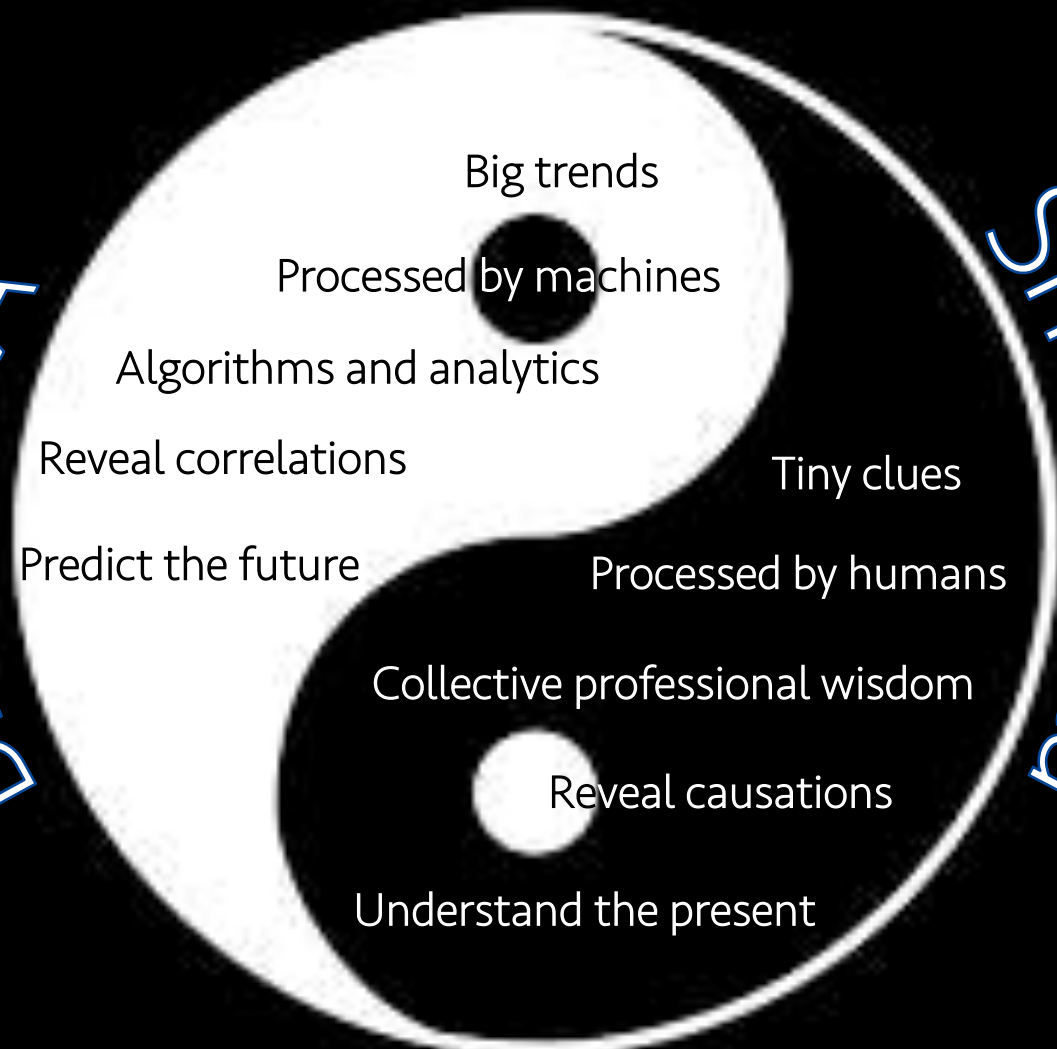 Big trends
Processed by machines
Algorithms and analytics
Reveal correlations
Predict the future
Tiny clues
Processed by humans
Collective professional wisdom
Reveal causations
Understand the present